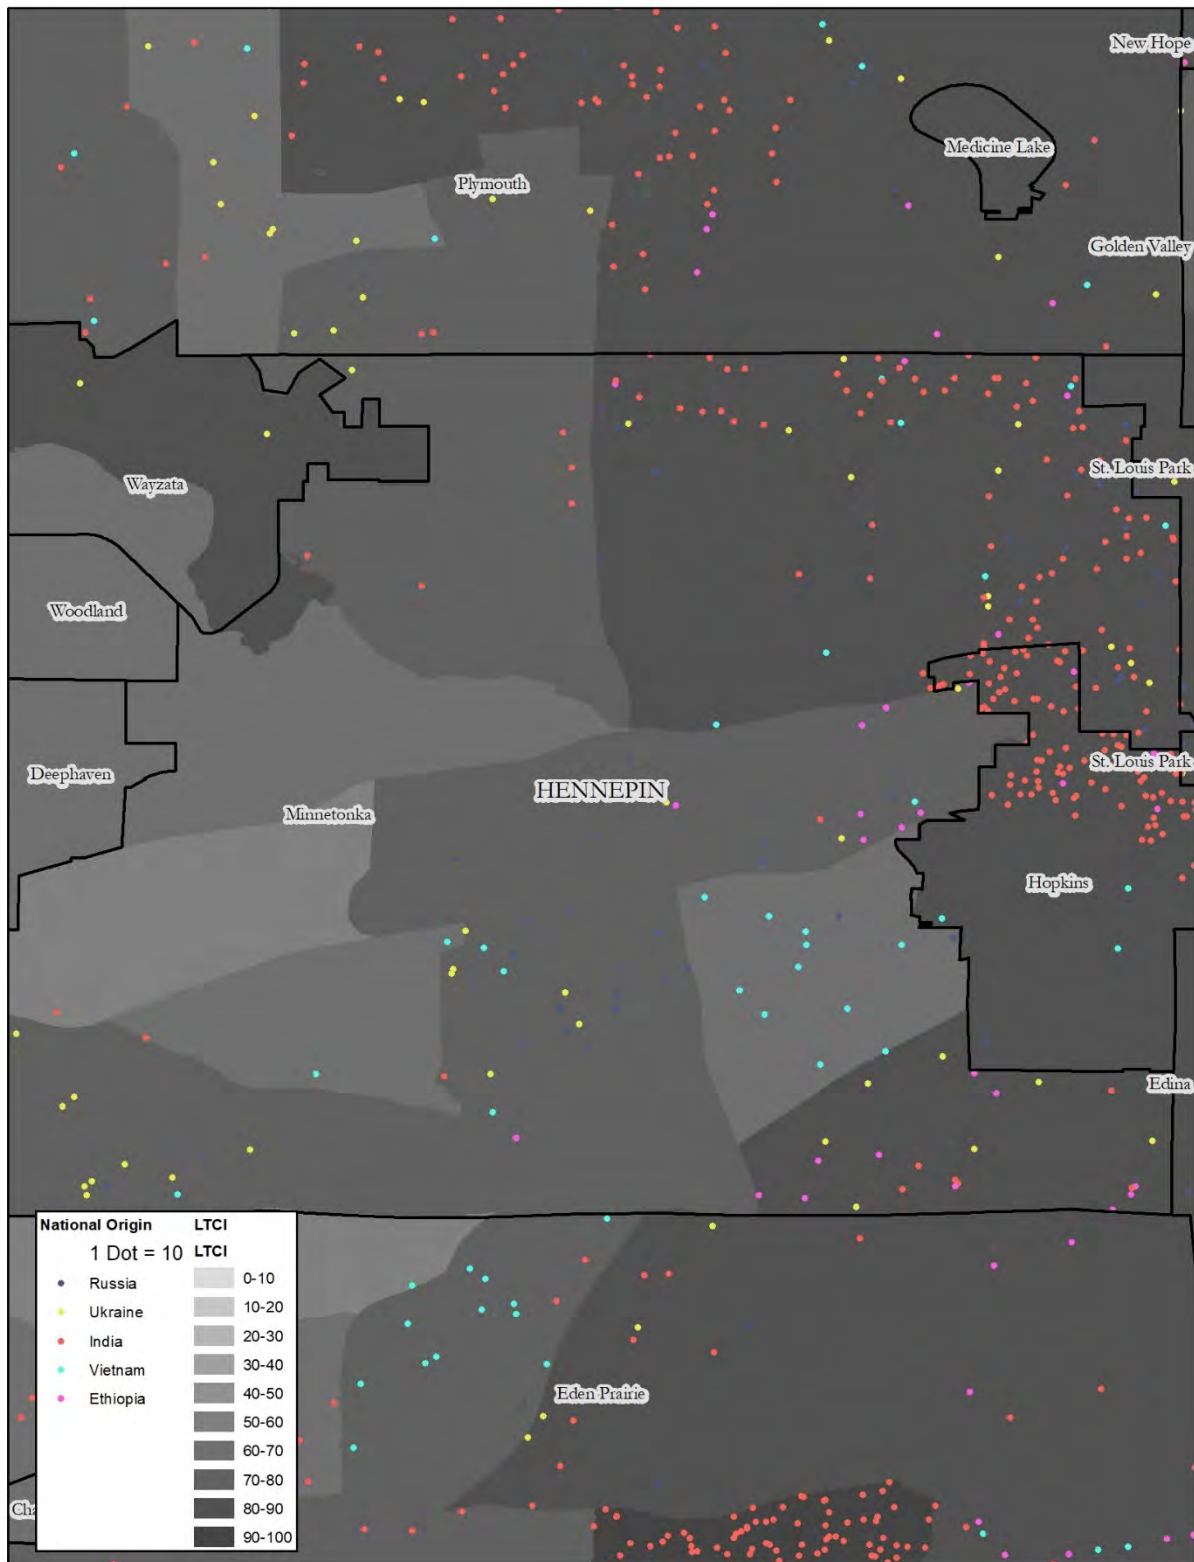 New Hope
Medicine Lake
Plymouth
Golden Valley
St. Louis Park
Wayzata
Woodland
St. Louis Park
Deephaven
HENNEPIN
Minnetonka
Hopkins
Edina
National Origin
1 Dot = 10
Russia
Ukraine
India
Vietnam
Ethiopia
LTCI
LTCI
0-10
10-20
20-30
30-40
40-50
50-60
60-70
70-80
80-90
90-100
Eden Prairie
Cha